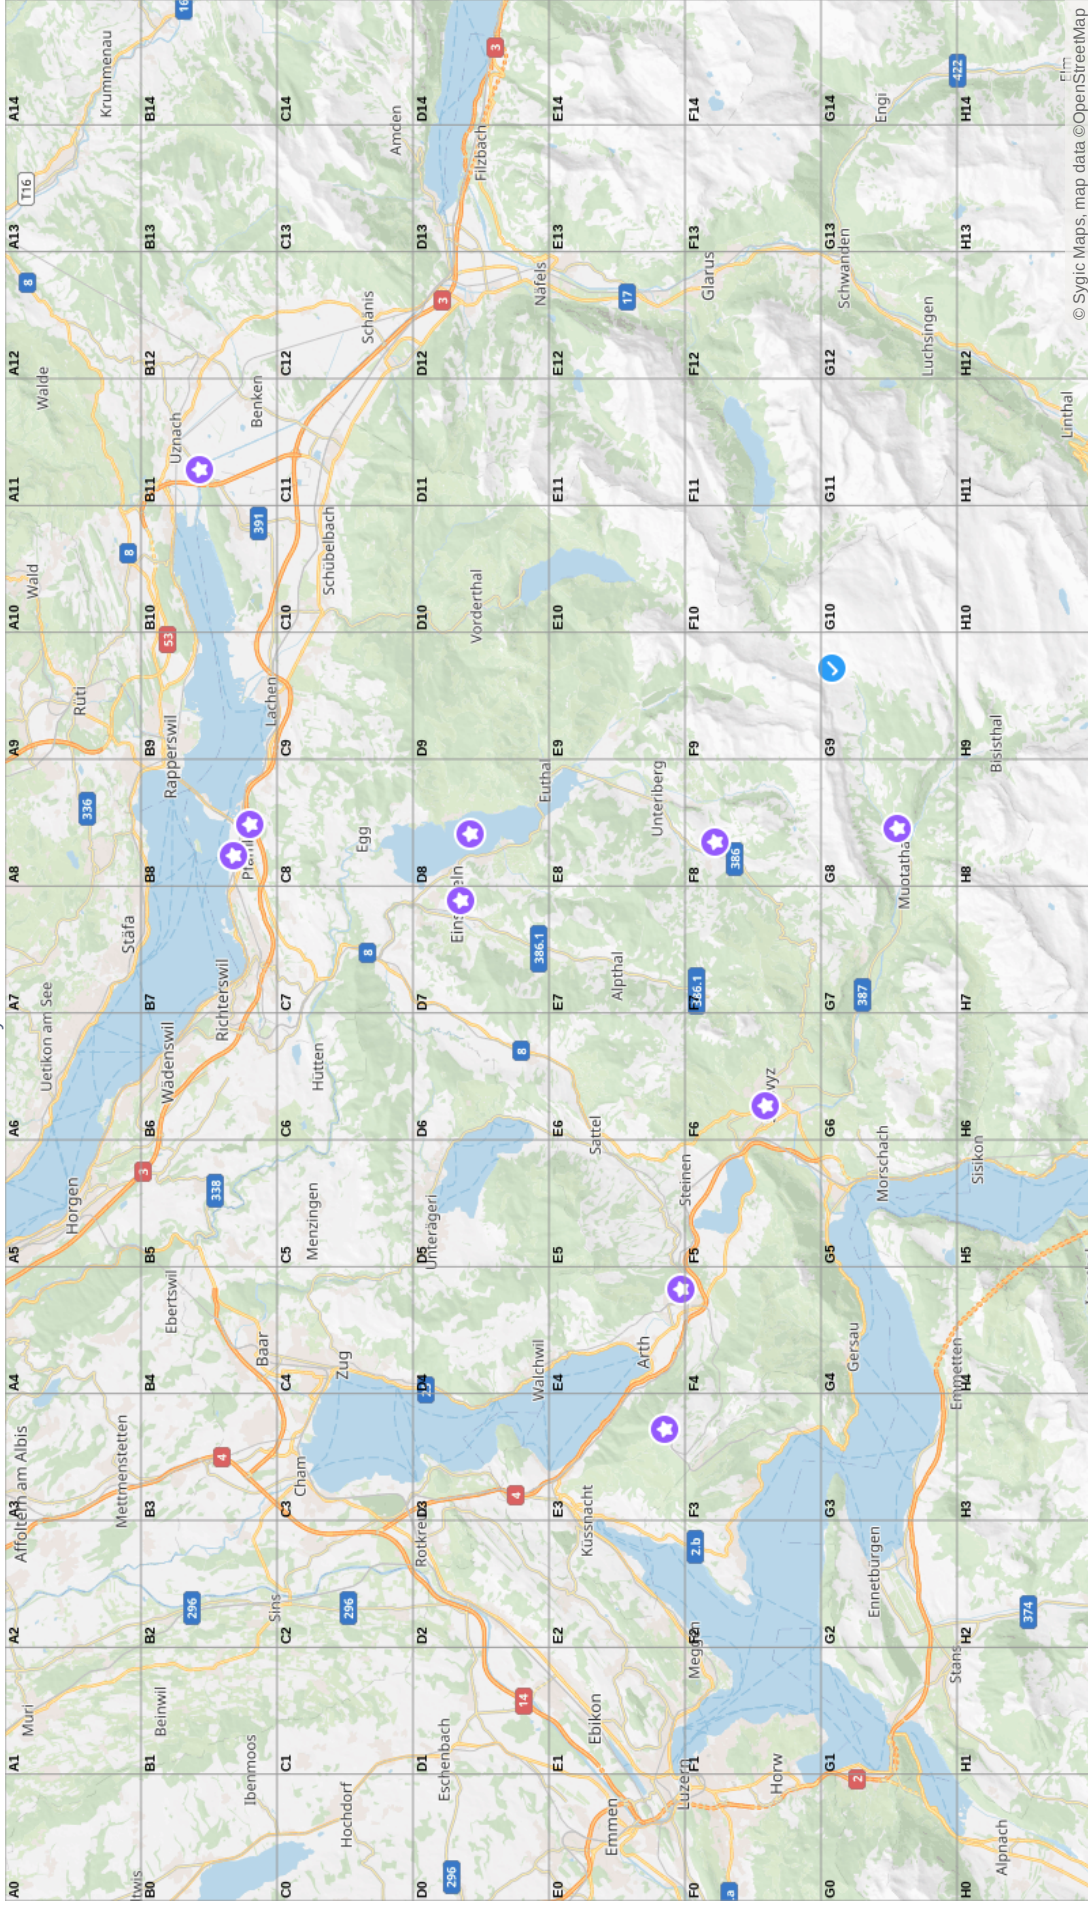 A0
A1
A2
A3
A4
A5
A6
A7
A8
A9
A10
A11
A12
A13
A14
Muri
Affoltern am Albis
Wald
8
T16
Walde
Uetikon am See
Horgen
Rüti
336
Krummenau
Mettmenstetten
Stäfa
8
3
B0
B1
B2
B3
B4
B5
B6
B7
B8
B9
B10
B11
B12
B13
B14
Beinwil
Ebertswil
Wädenswil
Rapperswil
53
Uznach
16
296
338
4
Richterswil
Ibenmoos
Baar
391
Benken
Lachen
Sins
C0
C1
C2
C3
C4
C5
C6
C7
C8
C9
C10
C11
C12
C13
C14
Cham
Menzingen
Hütten
Schübelbach
Hochdorf
296
Zug
Egg
8
Schänis
Amden
D0
D1
D2
D3
D4
D5
D6
D7
D8
D9
D10
D11
D12
D13
D14
Unterägeri
3
Eschenbach
296
Vorderthal
Filzbach
3
4
14
8
Walchwil
386.1
Euthal
Näfels
E0
E1
E2
E3
E4
E5
E6
E7
E8
E9
E10
E11
E12
E13
E14
Küssnacht
Ebikon
Sattel
Emmen
Alpthal
17
Arth
Unteriberg
Luzern
Steinen
F0
F1
F2
F3
F4
F5
F6
F7
F8
F9
F10
F11
F12
F13
F14
2.b
386.1
Glarus
386
Horw
G0
G1
G2
G3
G4
G5
G6
G7
G8
G9
G10
G11
G12
G13
G14
Gersau
Schwanden
2
387
Ennetbürgen
Morschach
Engi
Luchsingen
H0
H1
H2
H3
H4
H5
H6
H7
H8
H9
H10
H11
H12
H13
H14
Stans
Emmetten
422
Sisikon
Bisisthal
Alpnach
374
Linthal
Elm
© Sygic Maps, map data ©OpenStreetMap